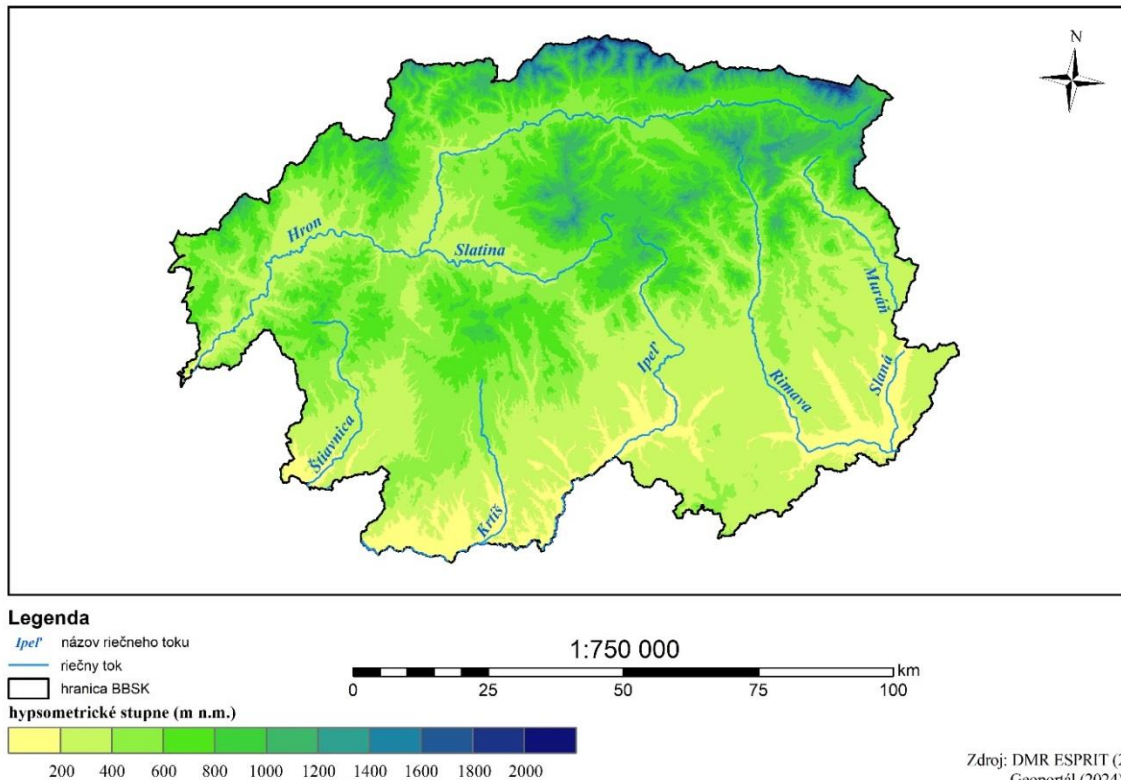 N
Hron
Slatina
Muráň
Ipeľ
Rimava
Slaná
Štiavnica
Krtíš
Legenda
Ipeľ názov riečneho toku
riečny tok
hranica BBSK
hypsometrické stupne (m n.m.)
200 400 600 800 1000 1200 1400 1600 1800 2000
1:750 000
km
0 25 50 75 100
Zdroj: DMR ESPRIT (2
Geoportál (2024)